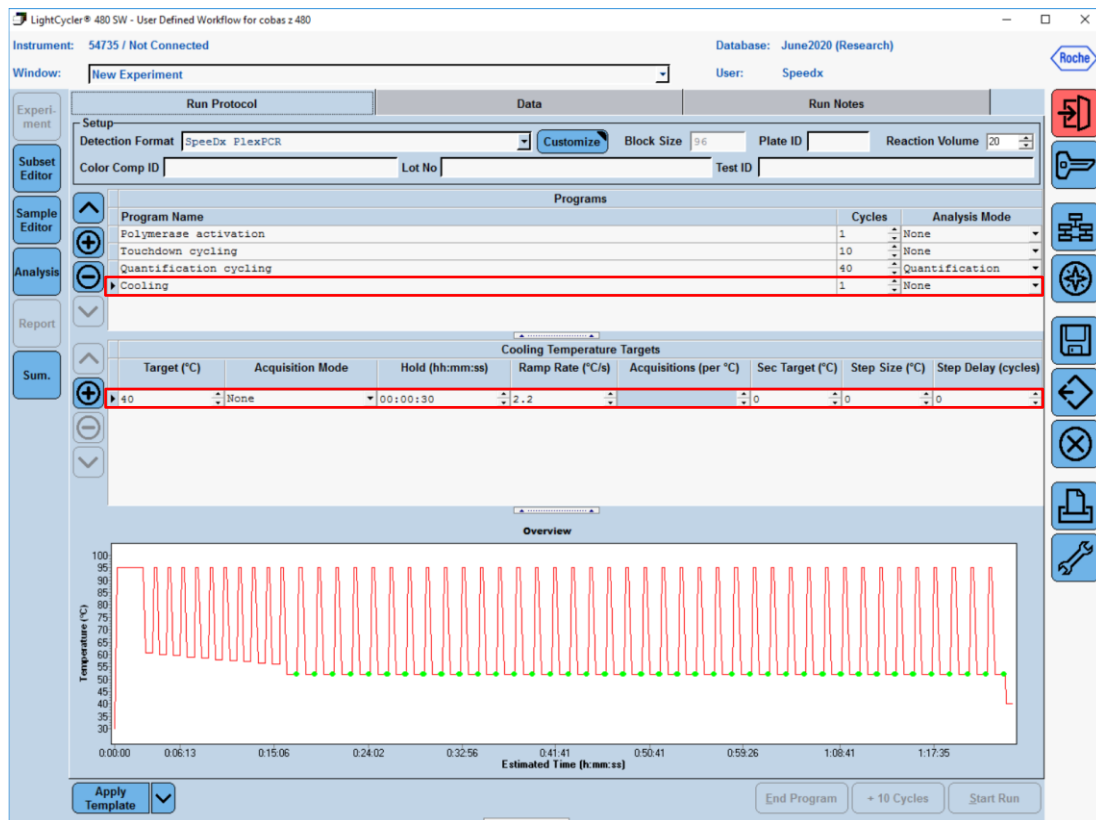 LightCycler® 480 SW - User Defined Workflow for cobas z 480
Instrument: 54735 / Not Connected Database: June2020 (Research)
Roche
Window: New Experiment User: Speedx
Experi-
ment
Subset
Editor
Sample
Editor
Analysis
Report
Sum.
Run Protocol Data Run Notes
Setup
Detection Format SpeeDx PlexPCR Customize Block Size 96 Plate ID Reaction Volume 20
Color Comp ID Lot No Test ID
Programs
Program Name Cycles Analysis Mode
Polymerase activation 1 None
Touchdown cycling 10 None
Quantification cycling 40 Quantification
Cooling 1 None
Cooling Temperature Targets
Target (°C) Acquisition Mode Hold (hh:mm:ss) Ramp Rate (°C/s) Acquisitions (per °C) Sec Target (°C) Step Size (°C) Step Delay (cycles)
40 None 00:00:30 2.2 0 0 0
Overview
Temperature (°C)
100
95
90
85
80
75
70
65
60
55
50
45
40
35
30
0:00:00 0:06:13 0:15:06 0:24:02 0:32:56 0:41:41 0:50:41 0:59:26 1:08:41 1:17:35
Estimated Time (h:mm:ss)
Apply
Template
End Program + 10 Cycles Start Run